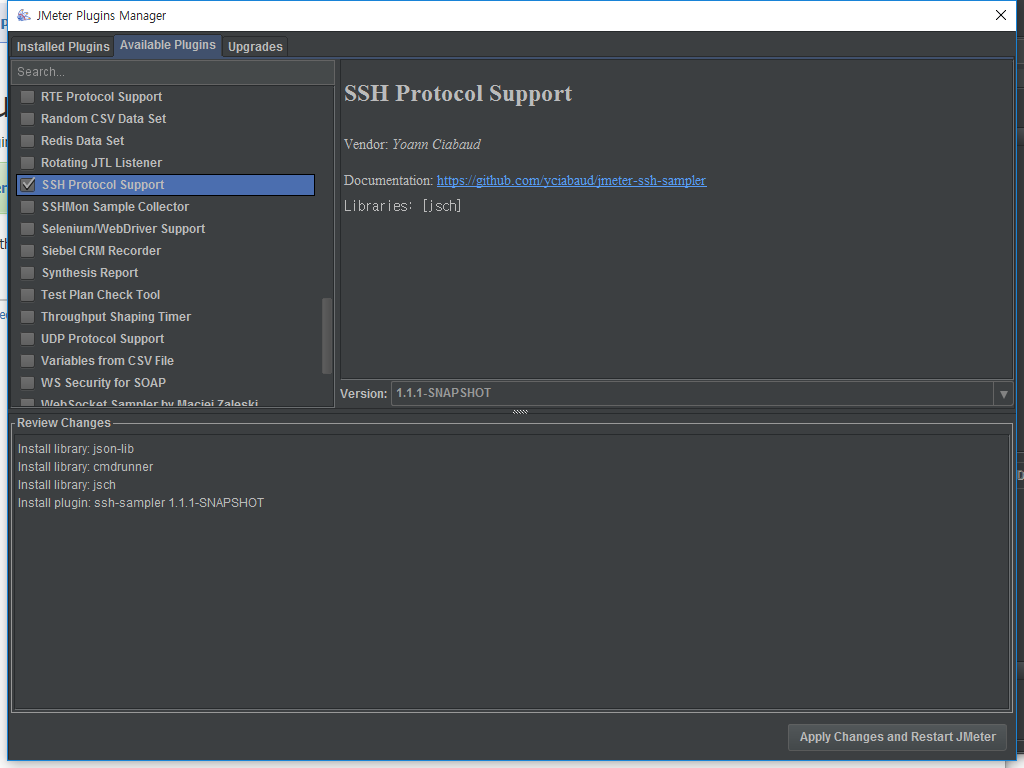 JMeter Plugins Manager
Installed Plugins
Available Plugins
Upgrades
Search...
RTE Protocol Support
Random CSV Data Set
Redis Data Set
Rotating JTL Listener
SSH Protocol Support
SSHMon Sample Collector
Selenium/WebDriver Support
Siebel CRM Recorder
Synthesis Report
Test Plan Check Tool
Throughput Shaping Timer
UDP Protocol Support
Variables from CSV File
WS Security for SOAP
WebSocket Sampler by Maciej Zaleski
SSH Protocol Support
Vendor: Yoann Ciabaud
Documentation: https://github.com/yciabaud/jmeter-ssh-sampler
Libraries: [jsch]
Version: 1.1.1-SNAPSHOT
Review Changes
Install library: json-lib
Install library: cmdrunner
Install library: jsch
Install plugin: ssh-sampler 1.1.1-SNAPSHOT
Apply Changes and Restart JMeter